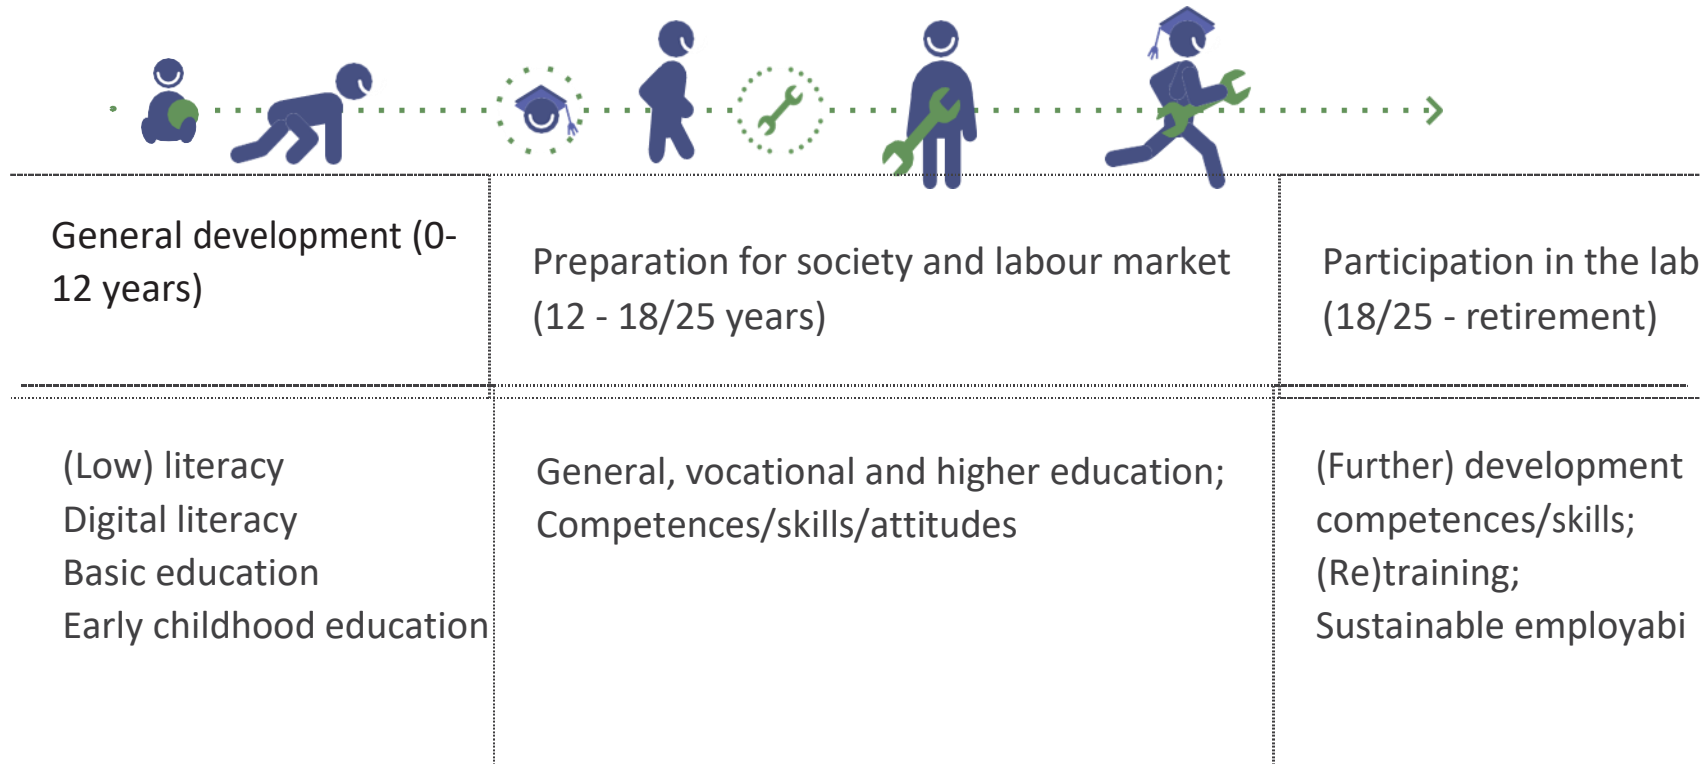 General development (0-
12 years)
Preparation for society and labour market
(12 - 18/25 years)
Participation in the lab
(18/25 - retirement)
(Low) literacy
Digital literacy
Basic education
Early childhood education
General, vocational and higher education;
Competences/skills/attitudes
(Further) development
competences/skills;
(Re)training;
Sustainable employabi